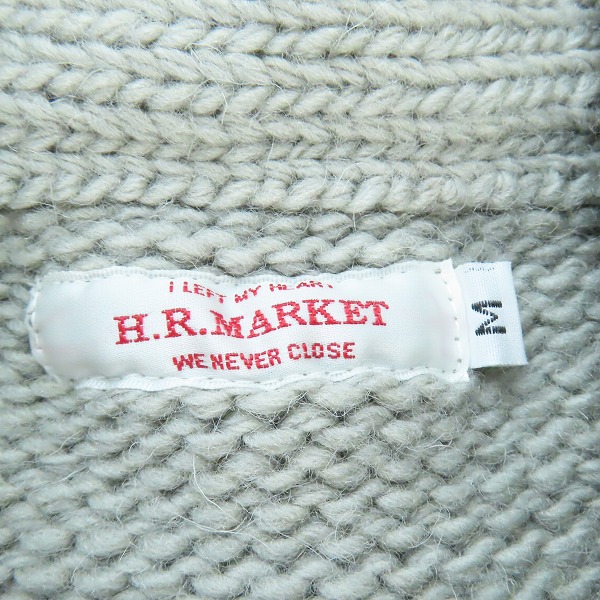 I LEFT MY HEART
H.R.MARKET
WE NEVER CLOSE
M